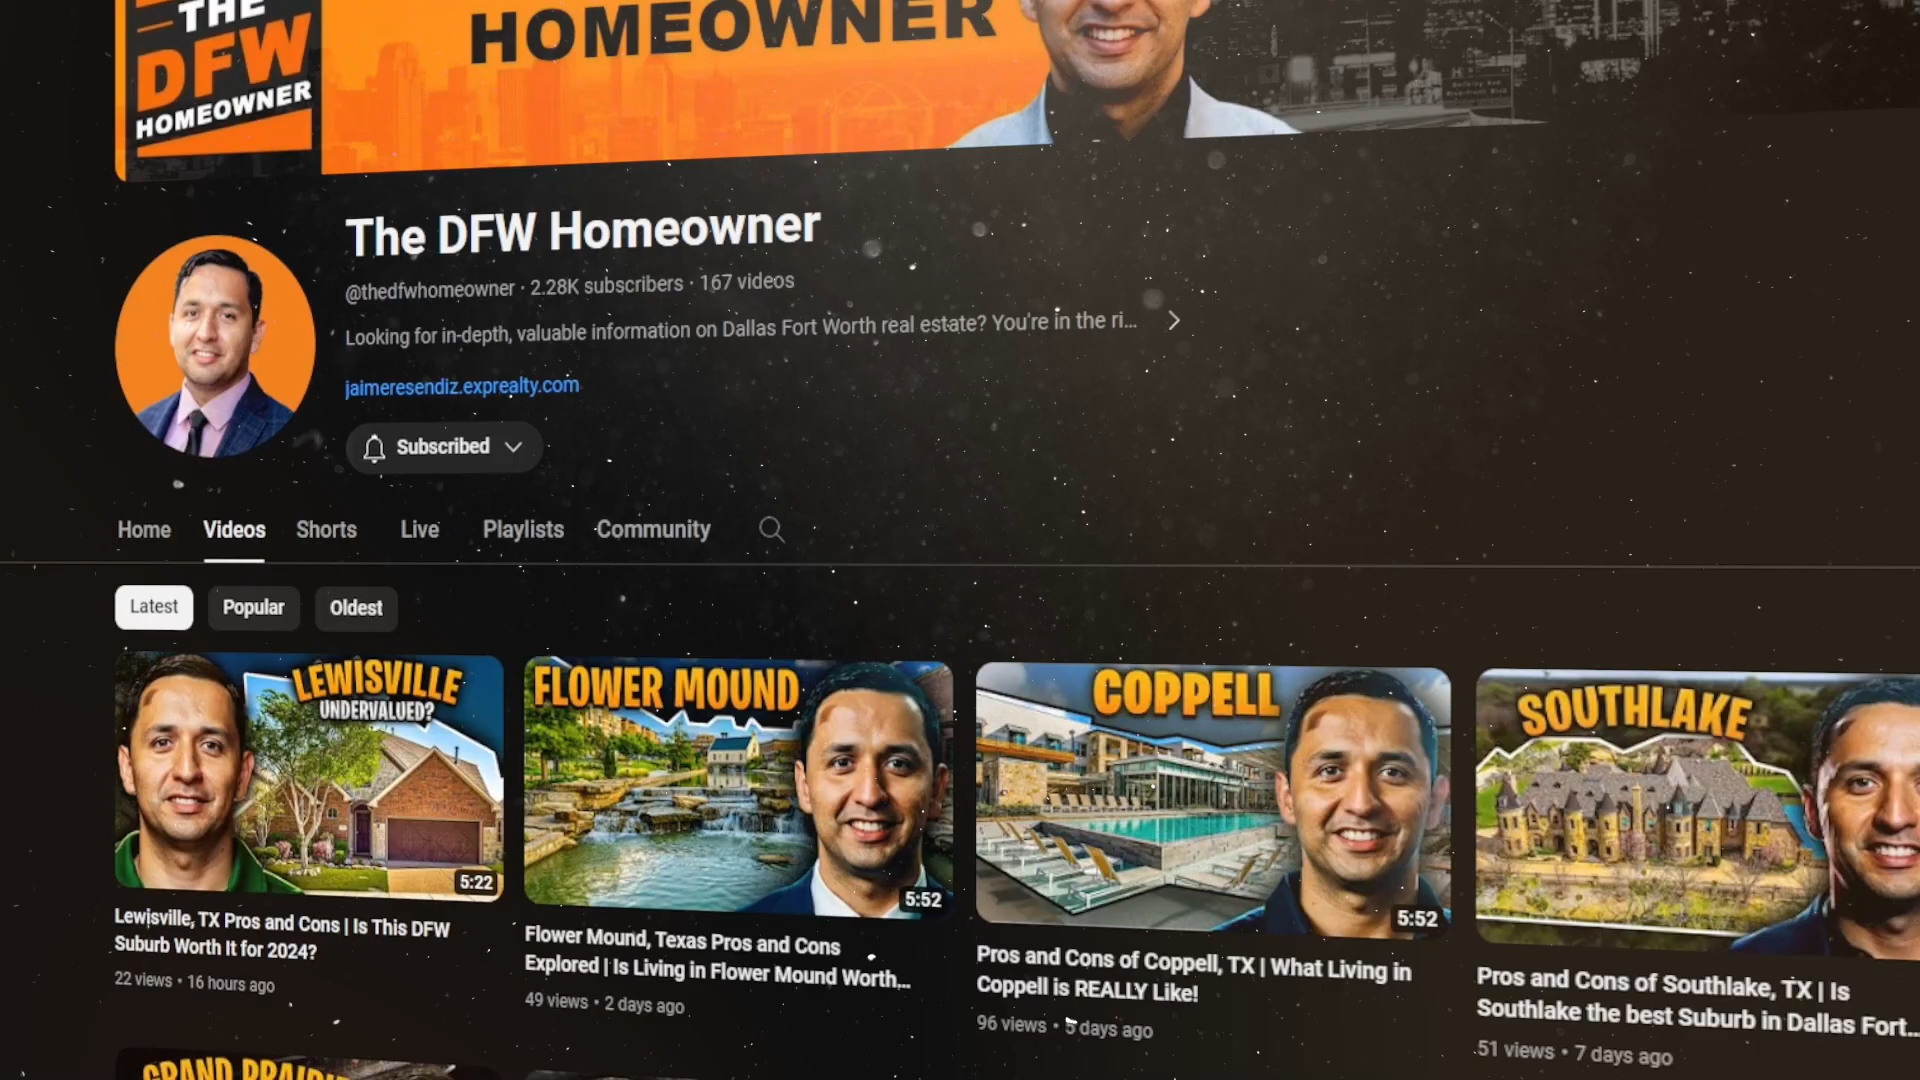 THE
DFW
HOMEOWNER
HOMEOWNER
The DFW Homeowner
@thedfwhomeowner · 2.28K subscribers · 167 videos
Looking for in-depth, valuable information on Dallas Fort Worth real estate? You're in the ri...
jaimeresendiz.exprealty.com
Subscribed
Home Videos Shorts Live Playlists Community
Latest Popular Oldest
LEWISVILLE
UNDERVALUED?
5:22
FLOWER MOUND
5:52
COPPELL
5:52
SOUTHLAKE
Lewisville, TX Pros and Cons | Is This DFW
Suburb Worth It for 2024?
22 views • 16 hours ago
Flower Mound, Texas Pros and Cons
Explored | Is Living in Flower Mound Worth...
49 views • 2 days ago
Pros and Cons of Coppell, TX | What Living in
Coppell is REALLY Like!
96 views • 5 days ago
Pros and Cons of Southlake, TX | Is
Southlake the best Suburb in Dallas Fort...
51 views • 7 days ago
GRAND PRAIRIE